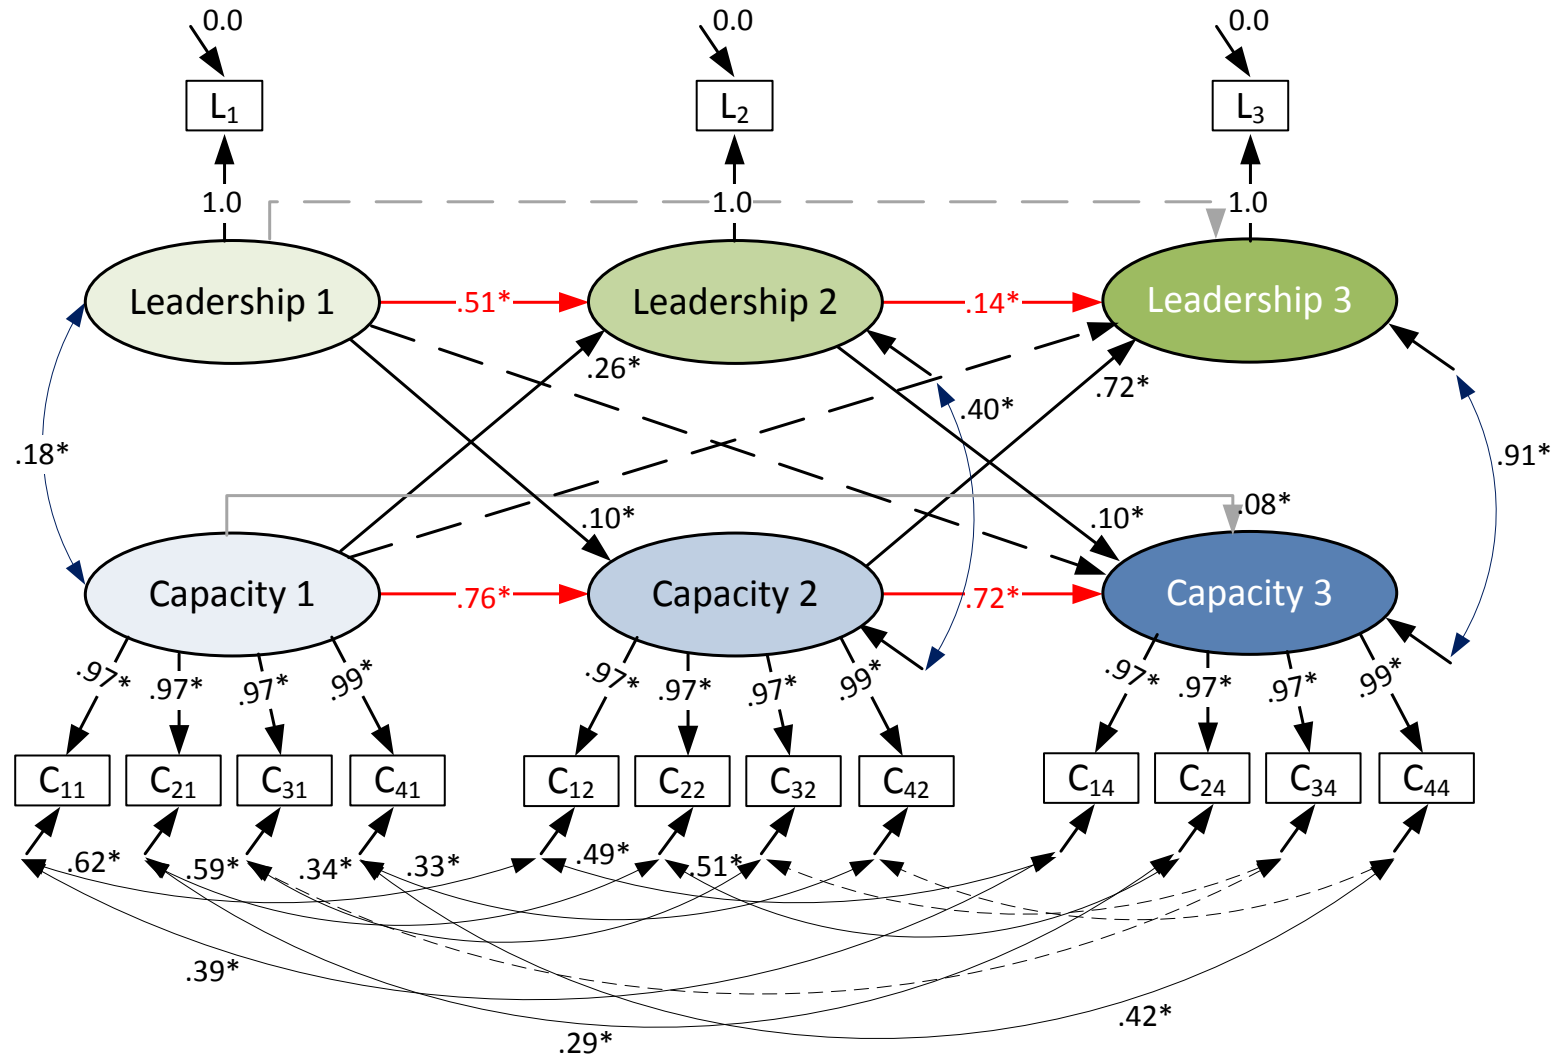 0.0 0.0 0.0
L₁ L₂ L₃
1.0 1.0 1.0
Leadership 1 .51* Leadership 2 .14* Leadership 3
.26* .72*
.40*
.18* .91*
.10* .10* .08*
Capacity 1 .76* Capacity 2 .72* Capacity 3
.97* .97* .97* .99* .97* .97* .97* .99* .97* .97* .97* .99*
C₁₁ C₂₁ C₃₁ C₄₁ C₁₂ C₂₂ C₃₂ C₄₂ C₁₄ C₂₄ C₃₄ C₄₄
.62* .59* .34* .33* .49* .51*
.39*
.42*
.29*